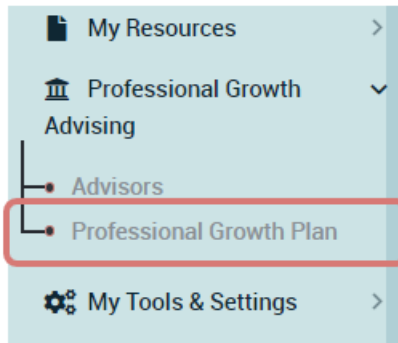 My Resources
Professional Growth
Advising
Advisors
Professional Growth Plan
My Tools & Settings